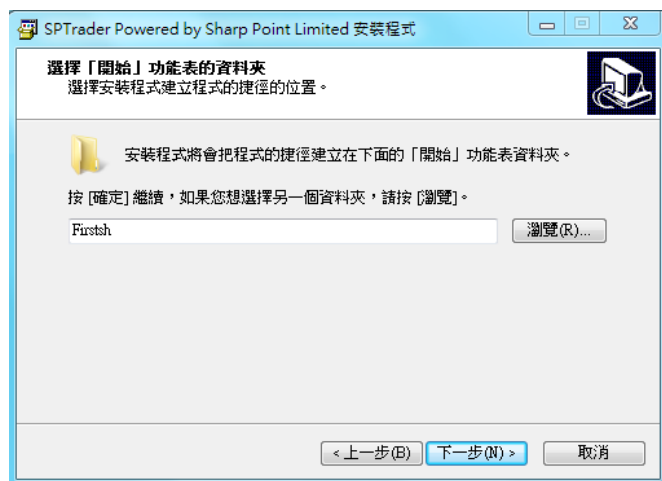 SPTrader Powered by Sharp Point Limited 安裝程式
選擇「開始」功能表的資料夾
選擇安裝程式建立程式的捷徑的位置。
安裝程式將會把程式的捷徑建立在下面的「開始」功能表資料夾。
按 [確定] 繼續，如果您想選擇另一個資料夾，請按 [瀏覽]。
Firstsh
瀏覽(R)...
<上一步(B)
下一步(N) >
取消